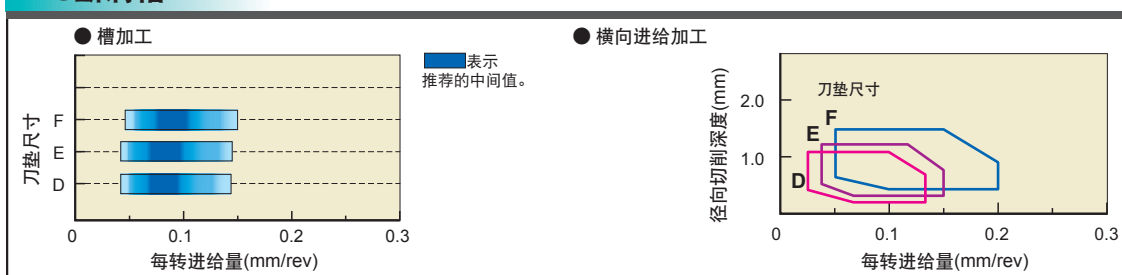 ● 槽加工
表示
推荐的中间值。
刀垫尺寸
F
E
D
0
0.1
0.2
0.3
每转进给量(mm/rev)
● 横向进给加工
径向切削深度(mm)
2.0
1.0
刀垫尺寸
F
E
D
0
0.1
0.2
0.3
每转进给量(mm/rev)